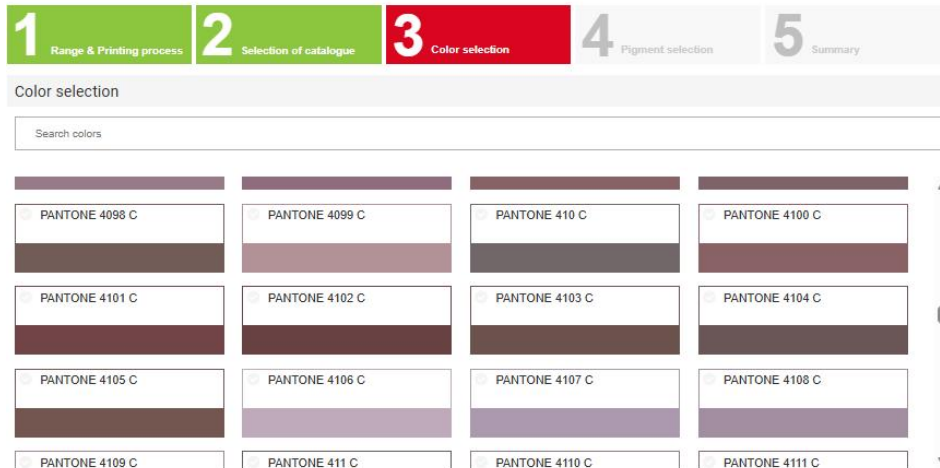 1 Range & Printing process 2 Selection of catalogue 3 Color selection 4 Pigment selection 5 Summary
Color selection
Search colors
PANTONE 4098 C PANTONE 4099 C PANTONE 410 C PANTONE 4100 C
PANTONE 4101 C PANTONE 4102 C PANTONE 4103 C PANTONE 4104 C
PANTONE 4105 C PANTONE 4106 C PANTONE 4107 C PANTONE 4108 C
PANTONE 4109 C PANTONE 411 C PANTONE 4110 C PANTONE 4111 C